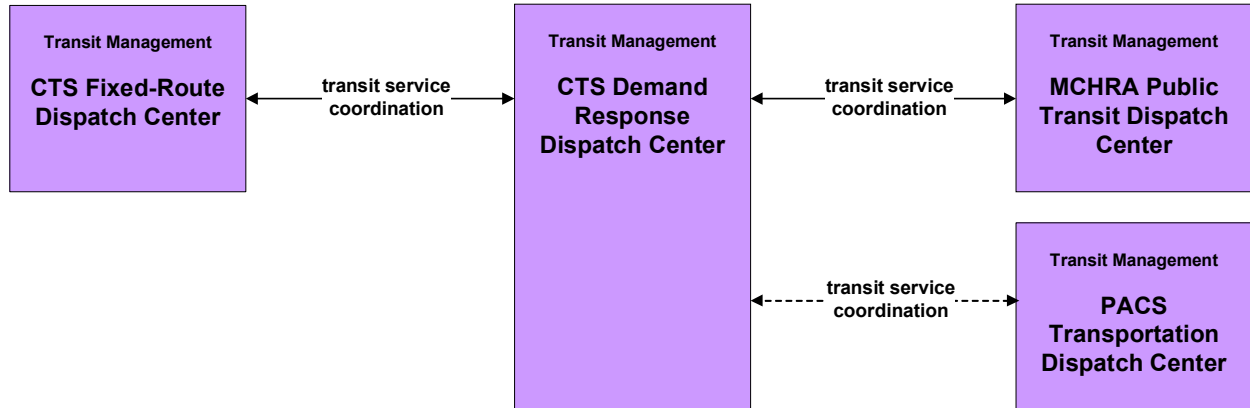 Transit Management
CTS Fixed-Route
Dispatch Center
transit service
coordination
Transit Management
CTS Demand
Response
Dispatch Center
transit service
coordination
Transit Management
MCHRA Public
Transit Dispatch
Center
transit service
coordination
Transit Management
PACS
Transportation
Dispatch Center